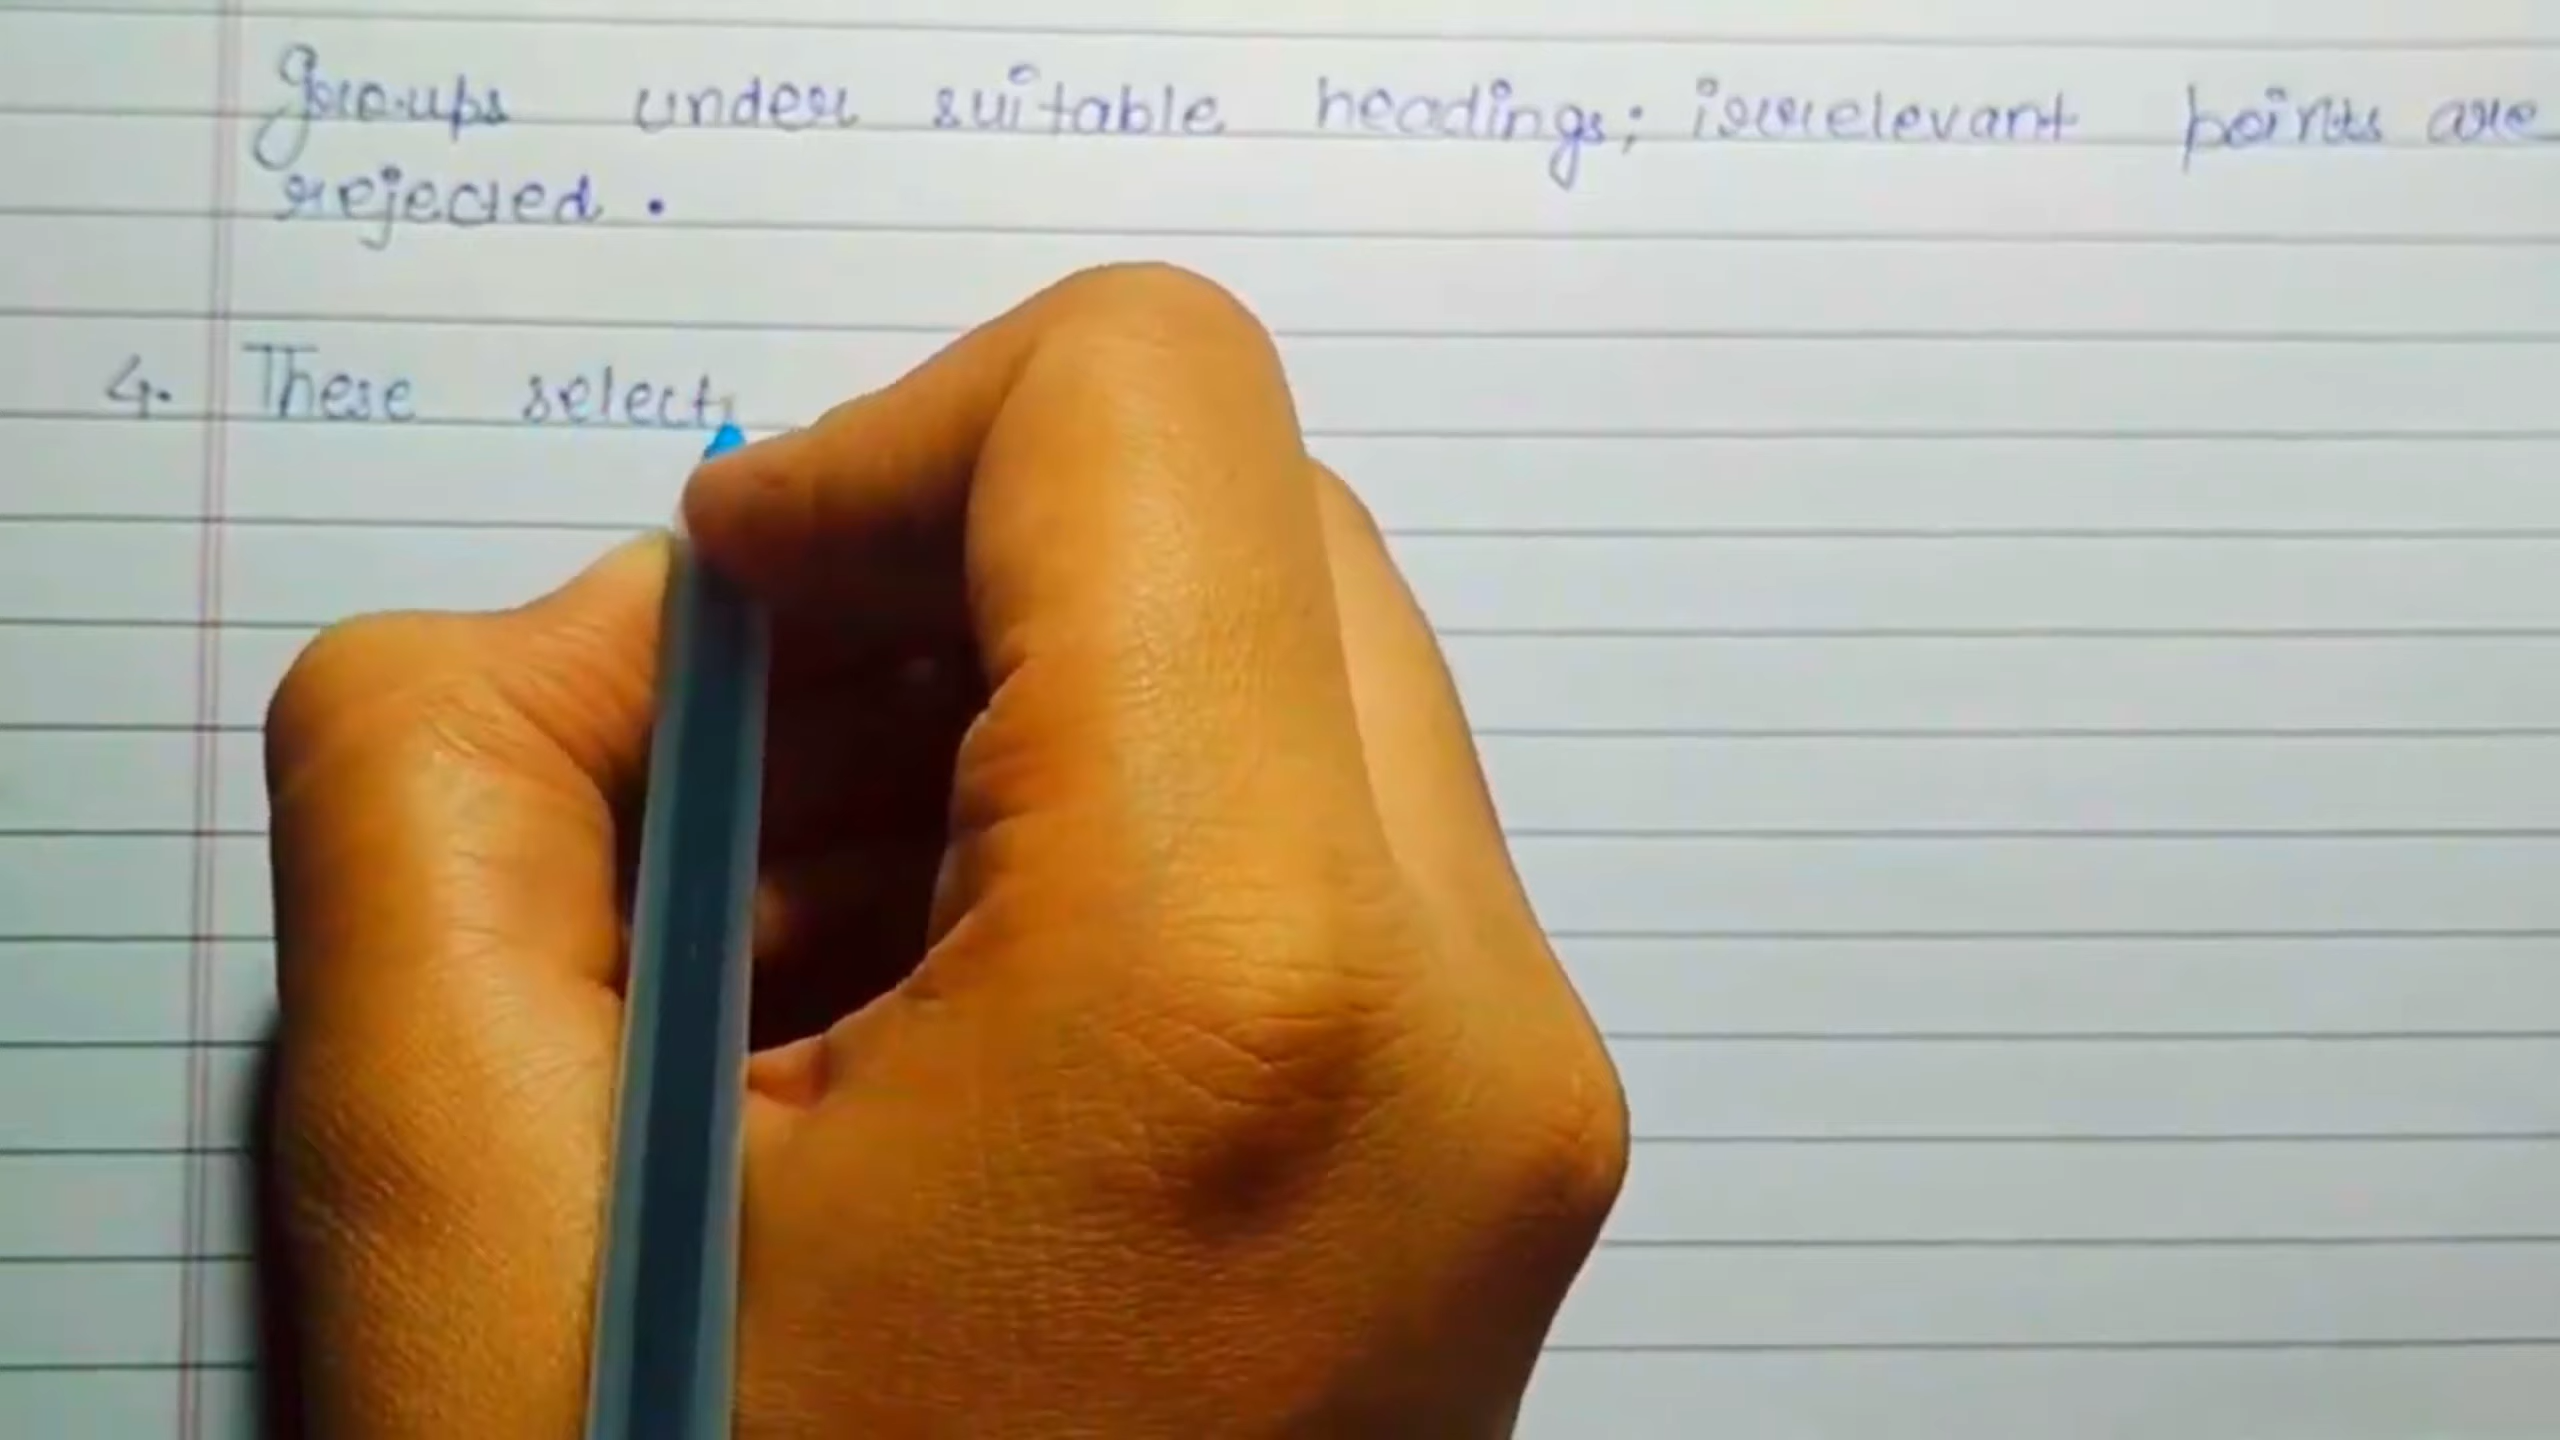 groups under suitable headings; irrelevant points are
rejected.
4. These select